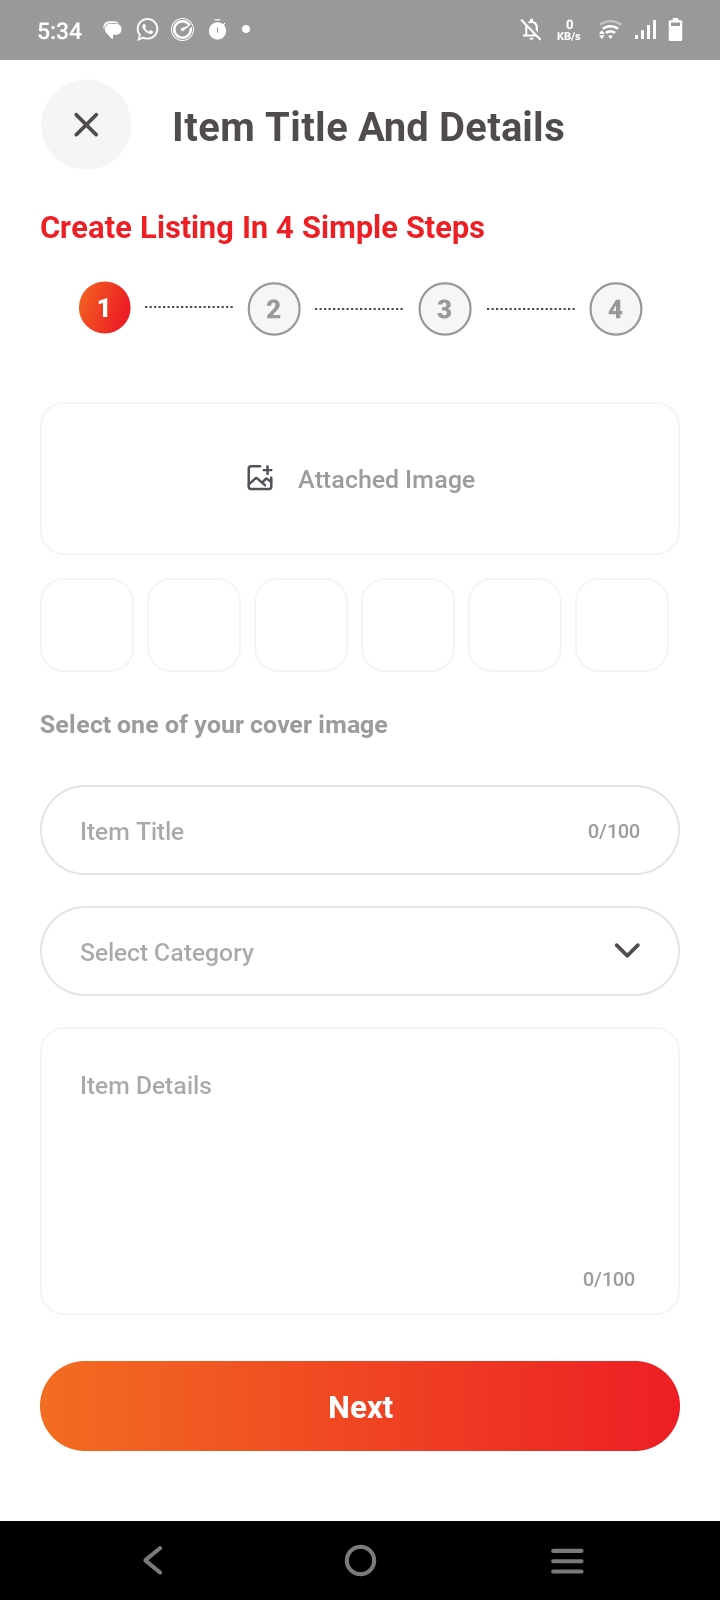 5:34
0
KB/s
Item Title And Details
Create Listing In 4 Simple Steps
1 2 3 4
Attached Image
Select one of your cover image
Item Title 0/100
Select Category
Item Details
0/100
Next